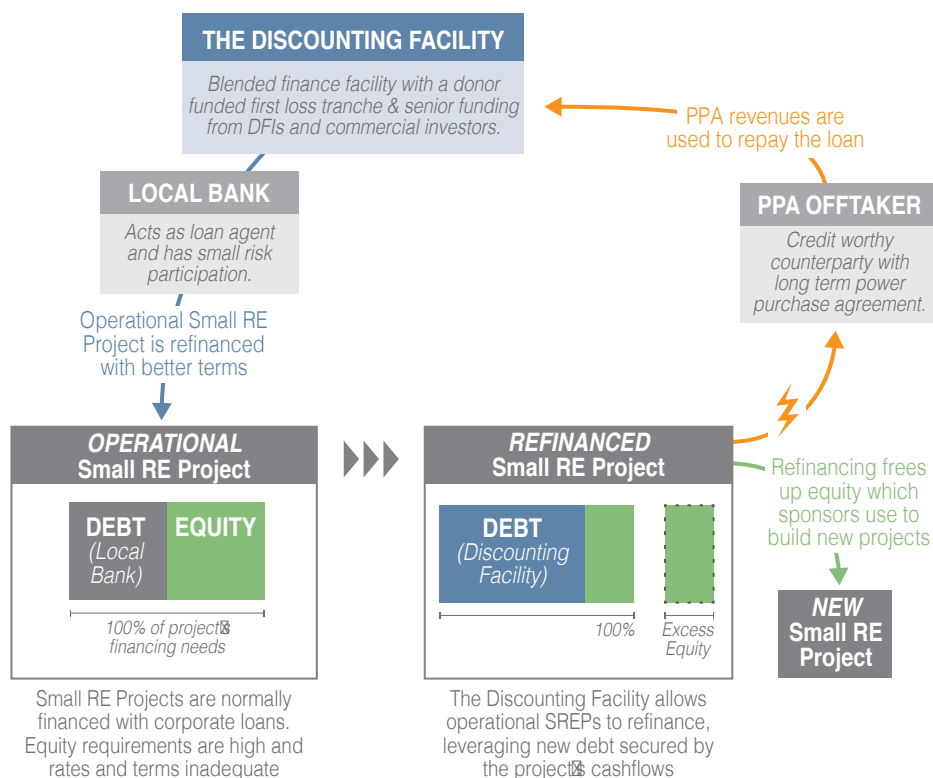 THE DISCOUNTING FACILITY
Blended finance facility with a donor
funded first loss tranche & senior funding
from DFIs and commercial investors.
PPA revenues are
used to repay the loan
LOCAL BANK
Acts as loan agent
and has small risk
participation.
PPA OFFTAKER
Credit worthy
counterparty with
long term power
purchase agreement.
Operational Small RE
Project is refinanced
with better terms
OPERATIONAL
Small RE Project
DEBT
(Local
Bank)
EQUITY
100% of project�s
financing needs
Small RE Projects are normally
financed with corporate loans.
Equity requirements are high and
rates and terms inadequate
REFINANCED
Small RE Project
DEBT
(Discounting
Facility)
100%
Excess
Equity
The Discounting Facility allows
operational SREPs to refinance,
leveraging new debt secured by
the project�s cashflows
Refinancing frees
up equity which
sponsors use to
build new projects
NEW
Small RE
Project